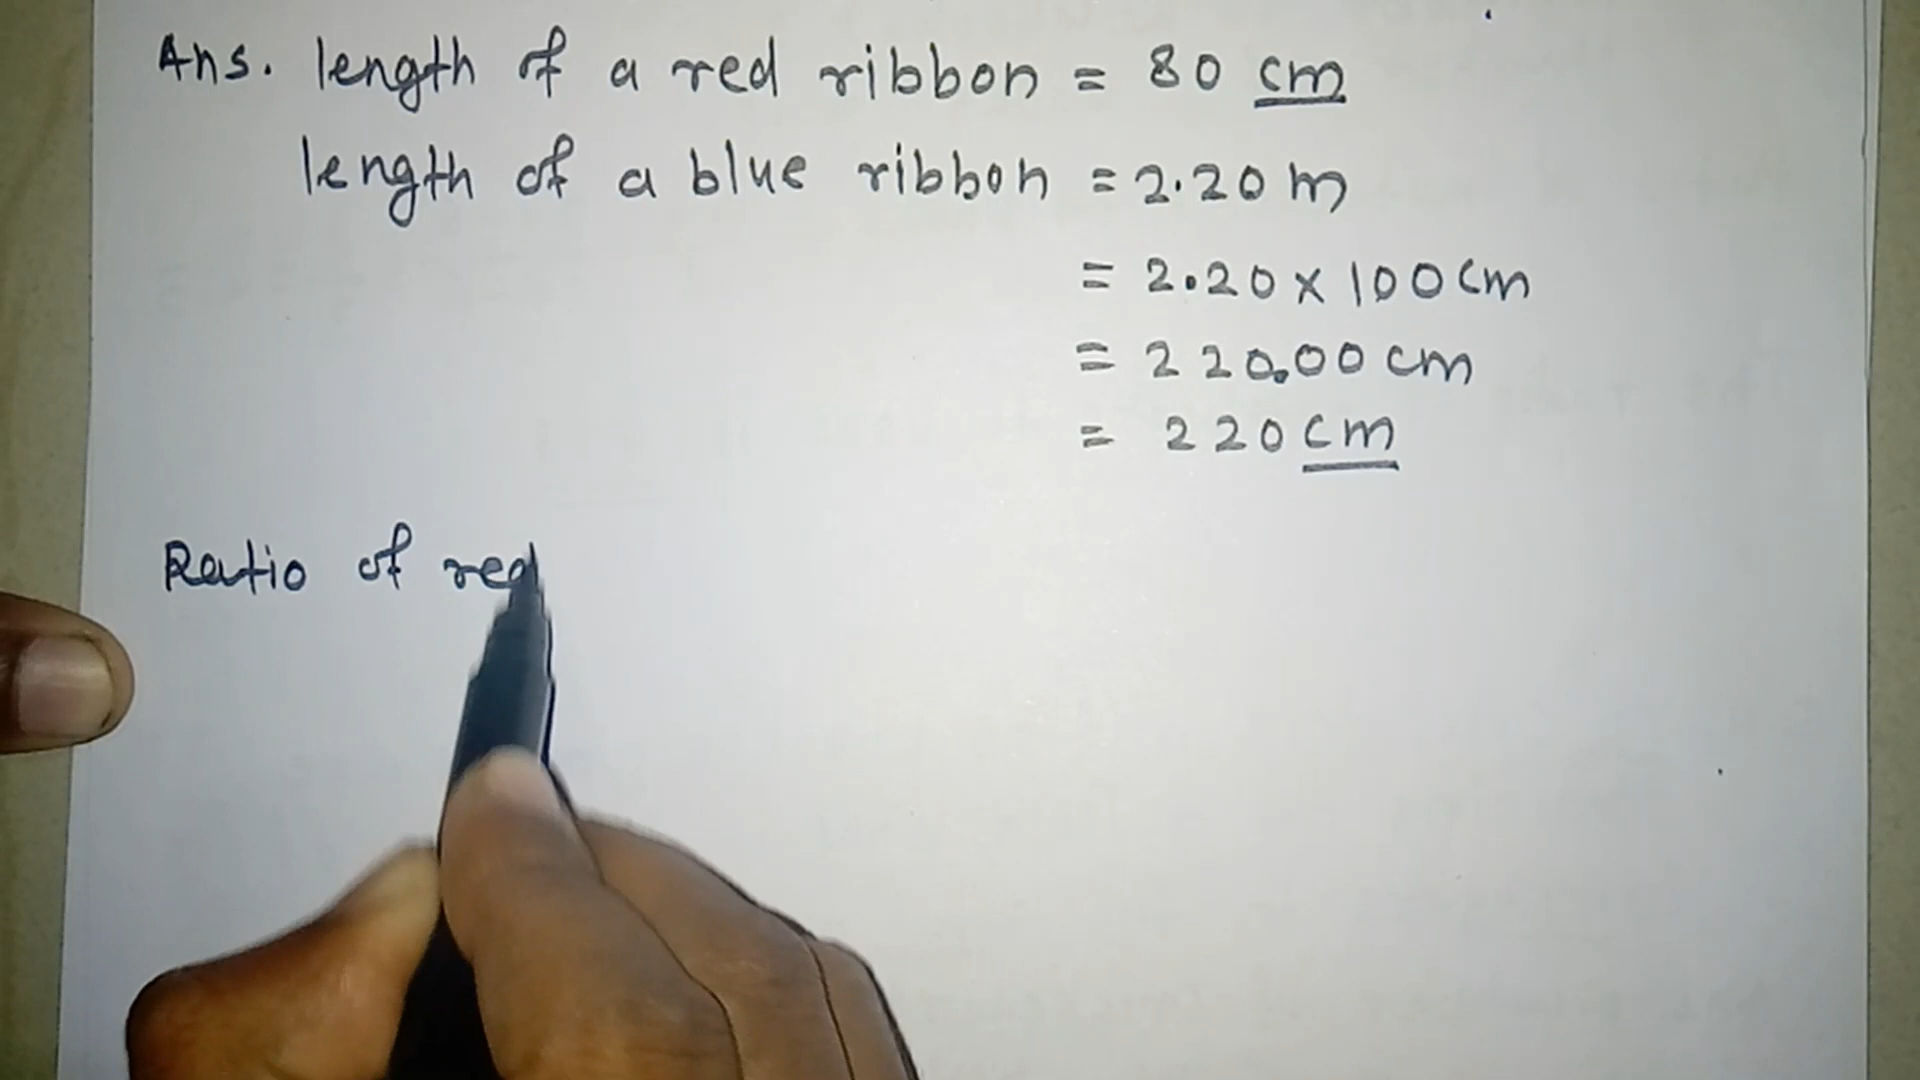 Ans. length of a red ribbon = 80 cm
length of a blue ribbon = 2.20 m
= 2.20 x 100 cm
= 220.00 cm
= 220 cm
Ratio of red